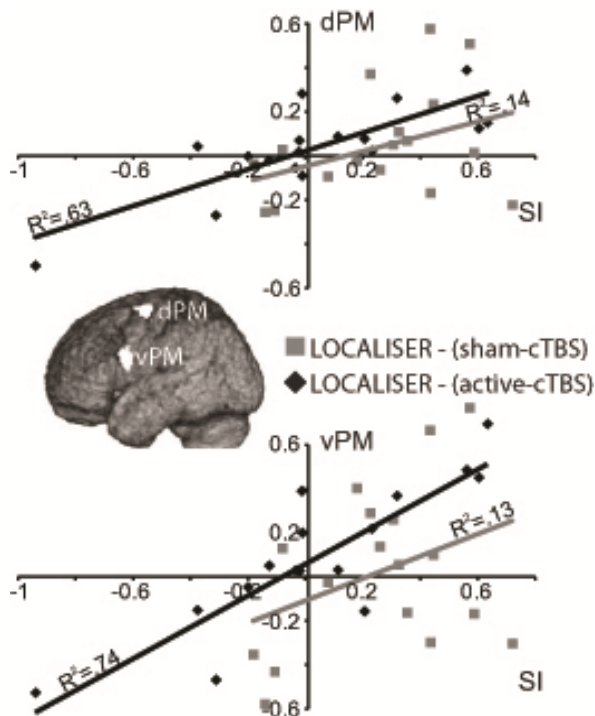 0.6
dPM
0.2
R²=.14
-1
-0.6
-0.2
0.2
0.6
R²=.63
-0.2
SI
-0.6
dPM
vPM
LOCALISER - (sham-cTBS)
LOCALISER - (active-cTBS)
0.6
vPM
0.2
R²=.13
-1
-0.6
-0.2
0.2
0.6
-0.2
R²=.74
SI
-0.6